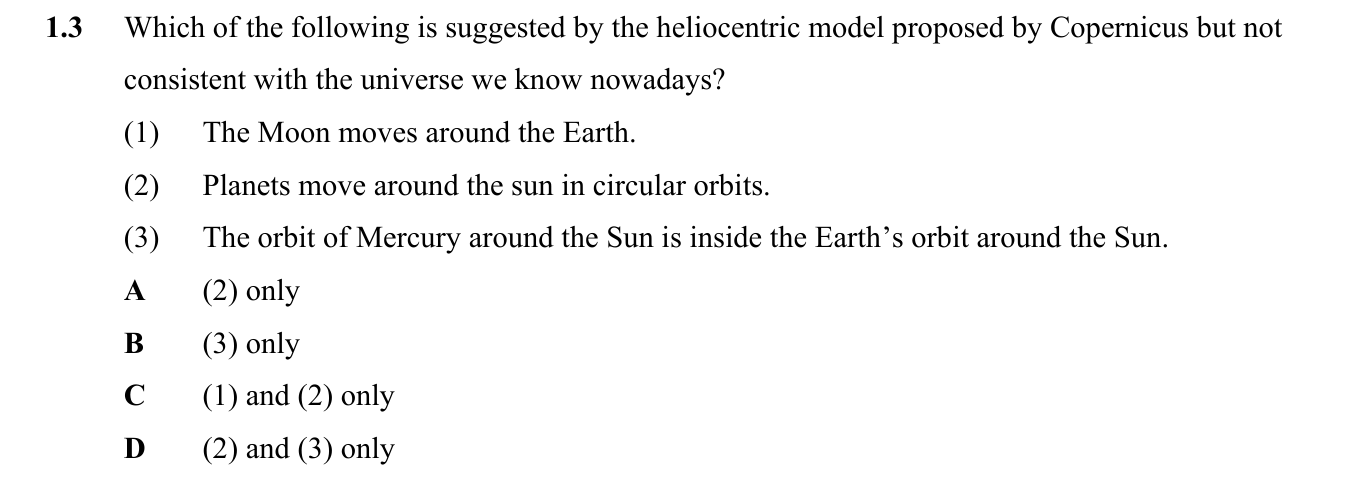 1.3 Which of the following is suggested by the heliocentric model proposed by Copernicus but not
consistent with the universe we know nowadays?
(1) The Moon moves around the Earth.
(2) Planets move around the sun in circular orbits.
(3) The orbit of Mercury around the Sun is inside the Earth’s orbit around the Sun.
A (2) only
B (3) only
C (1) and (2) only
D (2) and (3) only